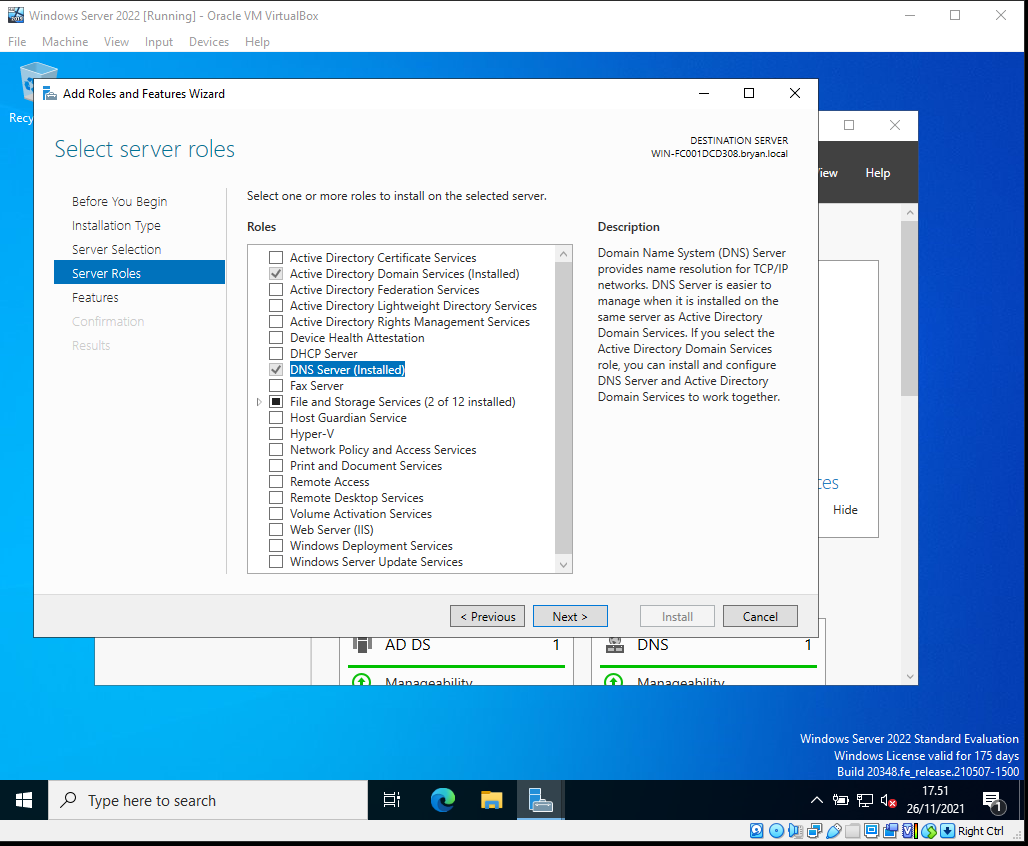 Windows Server 2022 [Running] - Oracle VM VirtualBox
File Machine View Input Devices Help
Add Roles and Features Wizard
Select server roles
DESTINATION SERVER
WIN-FC001DCD308.bryan.local
Before You Begin
Installation Type
Server Selection
Server Roles
Features
Confirmation
Results
Select one or more roles to install on the selected server.
Roles
Active Directory Certificate Services
Active Directory Domain Services (Installed)
Active Directory Federation Services
Active Directory Lightweight Directory Services
Active Directory Rights Management Services
Device Health Attestation
DHCP Server
DNS Server (Installed)
Fax Server
File and Storage Services (2 of 12 installed)
Host Guardian Service
Hyper-V
Network Policy and Access Services
Print and Document Services
Remote Access
Remote Desktop Services
Volume Activation Services
Web Server (IIS)
Windows Deployment Services
Windows Server Update Services
Description
Domain Name System (DNS) Server
provides name resolution for TCP/IP
networks. DNS Server is easier to
manage when it is installed on the
same server as Active Directory
Domain Services. If you select the
Active Directory Domain Services
role, you can install and configure
DNS Server and Active Directory
Domain Services to work together.
< Previous
Next >
Install
Cancel
Recy
iew
Help
ces
Hide
AD DS 1
Manageability
DNS 1
Manageability
Windows Server 2022 Standard Evaluation
Windows License valid for 175 days
Build 20348.fe_release.210507-1500
Type here to search
17.51
26/11/2021
1
Right Ctrl